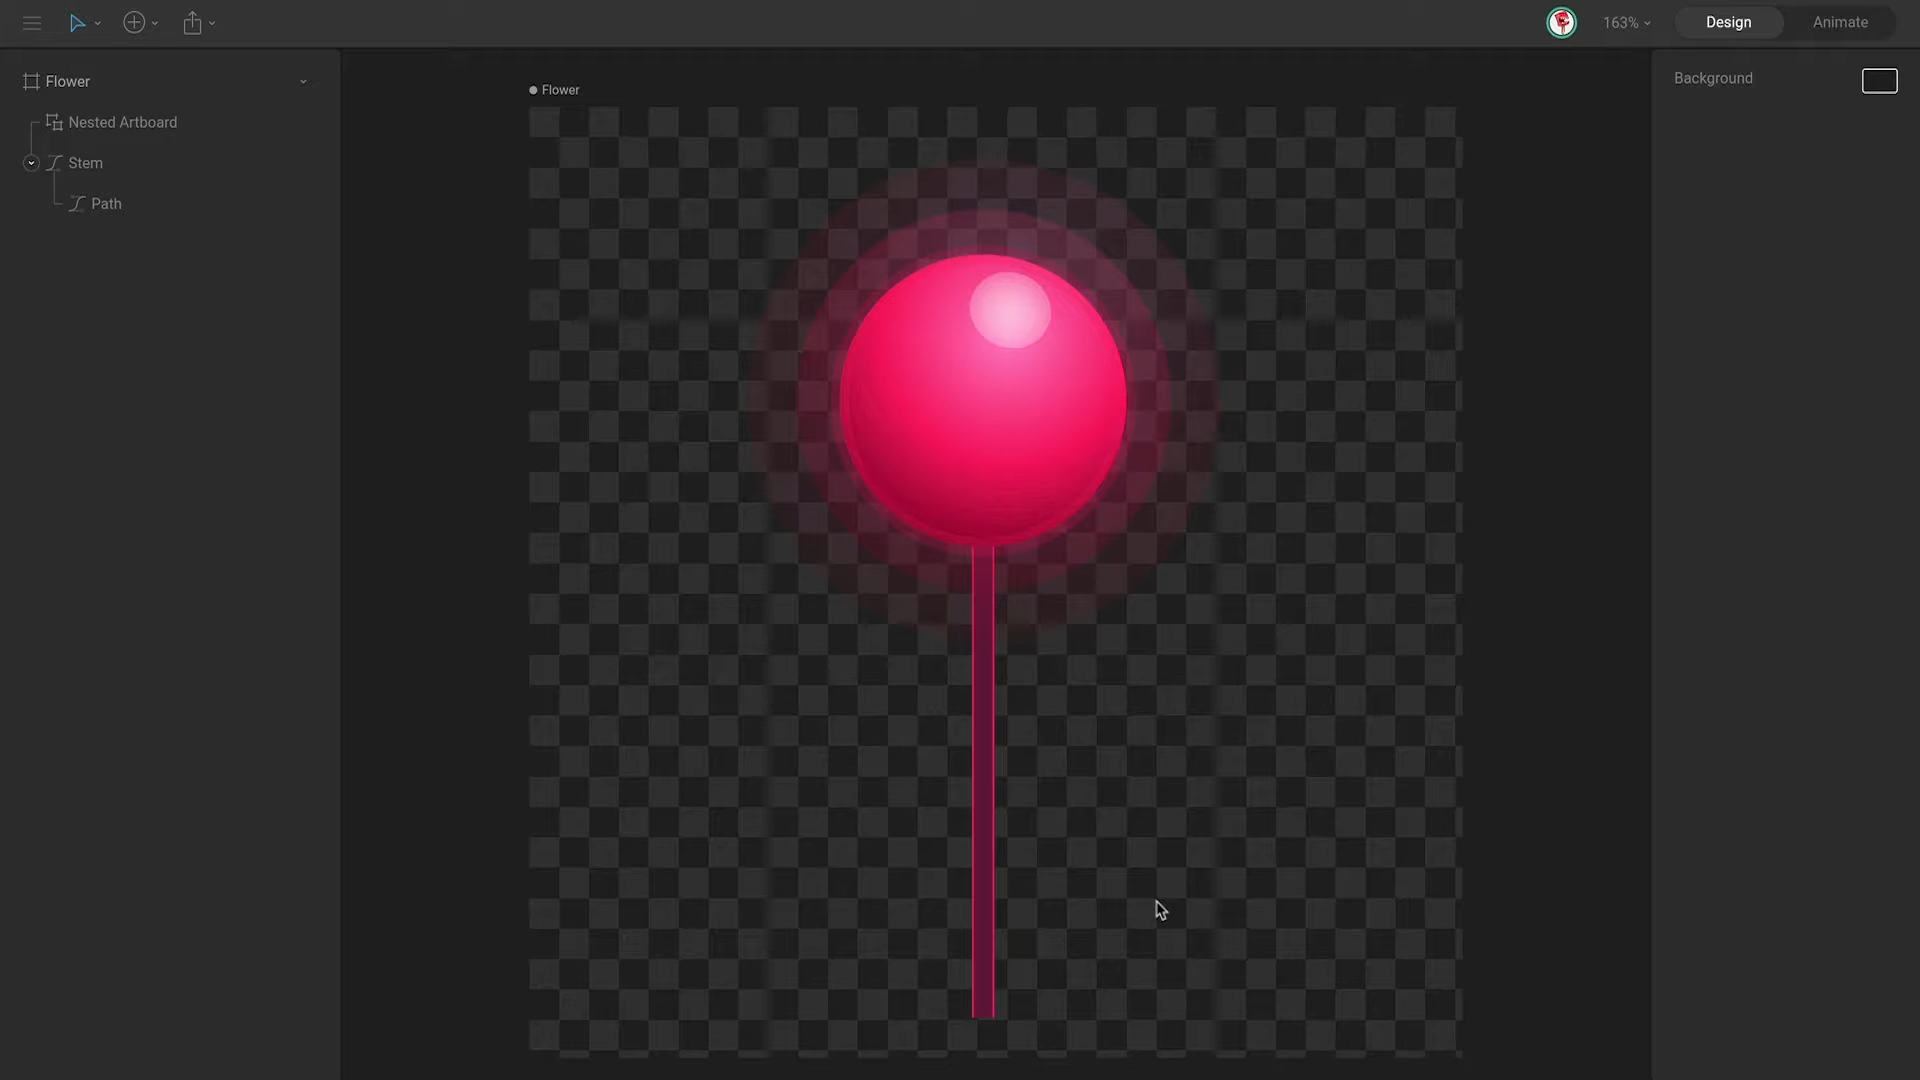 163%
Design
Animate
Flower
Nested Artboard
Stem
Path
Flower
Background